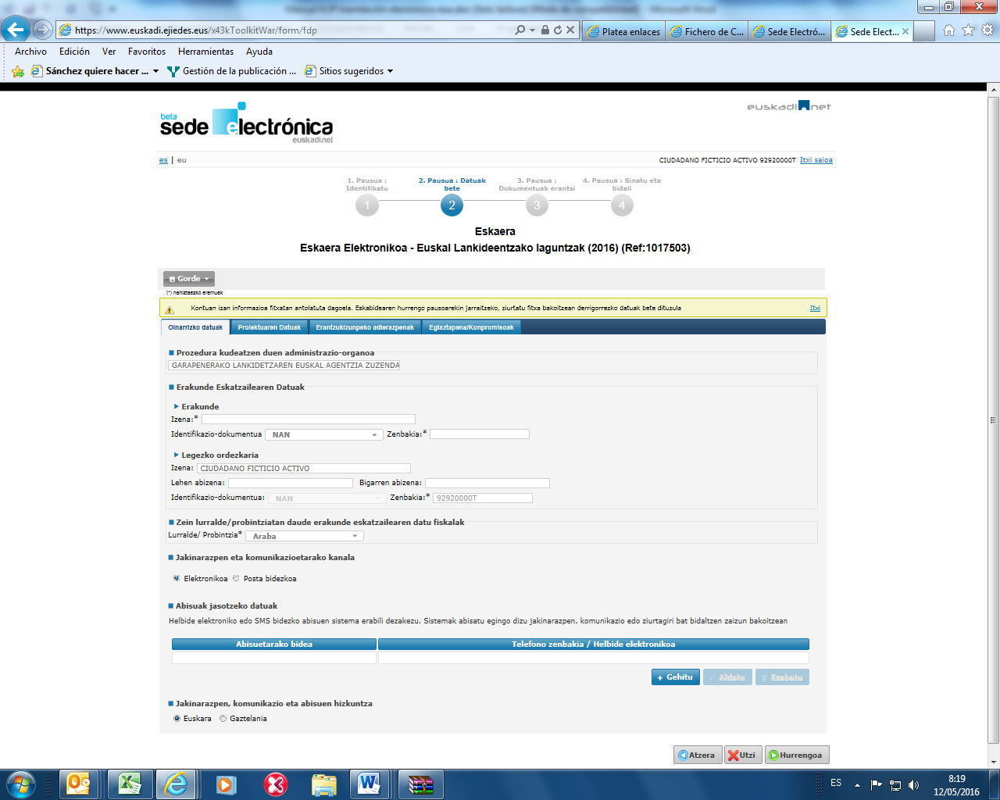 https://www.euskadi.ejiedes.eus/x43kToolkitWar/form/fdp
Platea enlaces
Fichero de C...
Sede Electró...
Sede Elect...
Archivo Edición Ver Favoritos Herramientas Ayuda
Sánchez quiere hacer ...
Gestión de la publicación ...
Sitios sugeridos
beta
sede electrónica
euskadi.net
euskadi net
es | eu
CIUDADANO FICTICIO ACTIVO 92920000T Itxi saioa
1. Pausua : Identifikatu
2. Pausua : Datuak bete
3. Pausua : Dokumentuak erantsi
4. Pausua : Sinatu eta bidali
1 2 3 4
Eskaera
Eskaera Elektronikoa - Euskal Lankideentzako laguntzak (2016) (Ref:1017503)
Gorde
(*) nahitaezko eremuak
Kontuan izan informazioa fitxatan antolatuta dagoela. Eskabidearen hurrengo pausoarekin jarraitzeko, ziurtatu fitxa bakoitzean derrigorrezko datuak bete dituzula
Itxi
Oinarrizko datuak
Proiektuaren Datuak
Erantzukizunpeko adierazpenak
Egiaztapena/Konpromisoak
Prozedura kudeatzen duen administrazio-organoa
GARAPENERAKO LANKIDETZAREN EUSKAL AGENTZIA ZUZENDA
Erakunde Eskatzailearen Datuak
Erakunde
Izena:*
Identifikazio-dokumentua NAN Zenbakia:*
Legezko ordezkaria
Izena: CIUDADANO FICTICIO ACTIVO
Lehen abizena: Bigarren abizena:
Identifikazio-dokumentua: NAN Zenbakia:* 92920000T
Zein lurralde/probintziatan daude erakunde eskatzailearen datu fiskalak
Lurralde/ Probintzia* Araba
Jakinarazpen eta komunikazioetarako kanala
Elektronikoa Posta bidezkoa
Abisuak jasotzeko datuak
Helbide elektroniko edo SMS bidezko abisuen sistema erabili dezakezu. Sistemak abisatu egingo dizu jakinarazpen, komunikazio edo ziurtagiri bat bidaltzen zaizun bakoitzean
Abisuetarako bidea
Telefono zenbakia / Helbide elektronikoa
Gehitu Aldatu Ezabatu
Jakinarazpen, komunikazio eta abisuen hizkuntza
Euskara Gaztelania
Atzera Utzi Hurrengoa
ES
8:19
12/05/2016